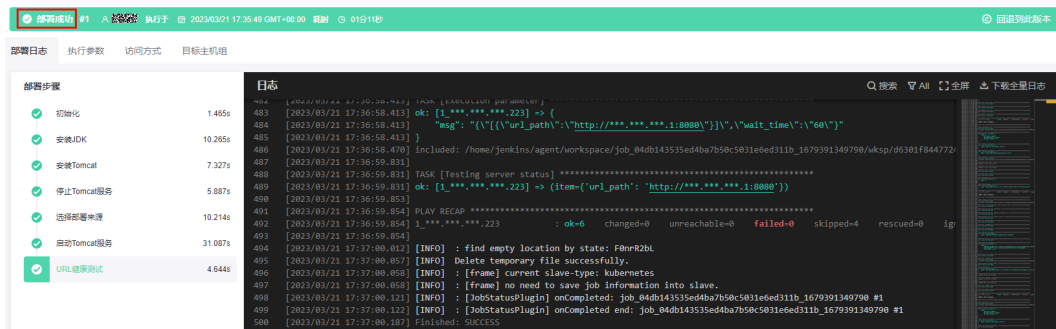 部署成功 #1 执行于 2023/03/21 17:35:49 GMT+08:00 耗时 01分11秒 回退到此版本
部署日志 执行参数 访问方式 目标主机组
部署步骤
初始化 1.465s
安装JDK 10.265s
安装Tomcat 7.327s
停止Tomcat服务 5.887s
选择部署来源 10.214s
启动Tomcat服务 31.087s
URL健康测试 4.644s
日志 搜索 All 全屏 下载全量日志
482 [2023/03/21 17:36:58.413] TASK [Execution parameter] ****
483 [2023/03/21 17:36:58.413] ok: [1_***.***.***.223] => {
484 [2023/03/21 17:36:58.413] "msg": "{\"[{\"url_path\":\"http://***.***.***.1:8080\"}]\",\"wait_time\":\"60\"}"
485 [2023/03/21 17:36:58.413] }
486 [2023/03/21 17:36:58.470] included: /home/jenkins/agent/workspace/job_04db143535ed4ba7b50c5031e6ed311b_1679391349790/wksp/d6301f844772
487 [2023/03/21 17:36:59.831]
488 [2023/03/21 17:36:59.831] TASK [Testing server status] **************************************************
489 [2023/03/21 17:36:59.831] ok: [1_***.***.***.223] => (item={'url_path': 'http://***.***.***.1:8080'})
490 [2023/03/21 17:36:59.853]
491 [2023/03/21 17:36:59.854] PLAY RECAP *********************************************************************
492 [2023/03/21 17:36:59.854] 1_***.***.***.223 : ok=6 changed=0 unreachable=0 failed=0 skipped=4 rescued=0 ig
493 [2023/03/21 17:36:59.854]
494 [2023/03/21 17:37:00.012] [INFO] : find empty location by state: F0nrR2bL
495 [2023/03/21 17:37:00.057] [INFO] Delete temporary file successfully.
496 [2023/03/21 17:37:00.058] [INFO] : [frame] current slave-type: kubernetes
497 [2023/03/21 17:37:00.058] [INFO] : [frame] no need to save job information into slave.
498 [2023/03/21 17:37:00.121] [INFO] : [JobStatusPlugin] onCompleted: job_04db143535ed4ba7b50c5031e6ed311b_1679391349790 #1
499 [2023/03/21 17:37:00.122] [INFO] : [JobStatusPlugin] onCompleted end: job_04db143535ed4ba7b50c5031e6ed311b_1679391349790 #1
500 [2023/03/21 17:37:00.187] Finished: SUCCESS